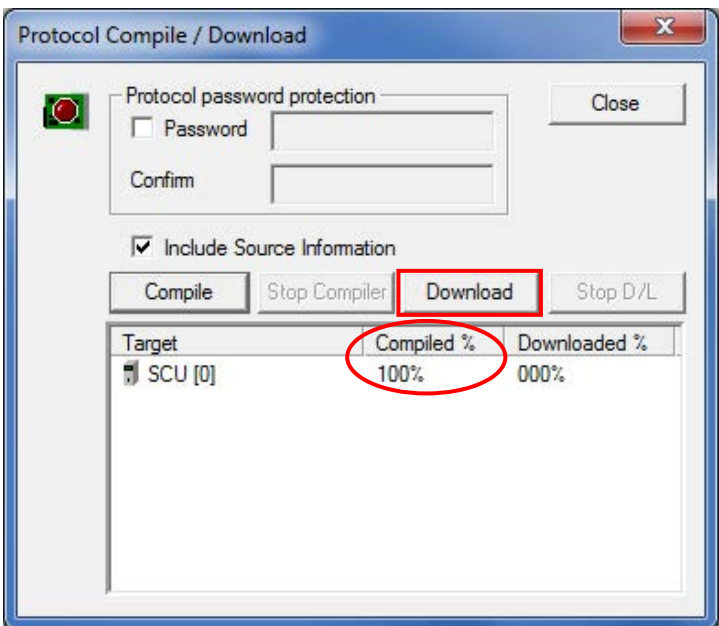 Protocol Compile / Download
Protocol password protection
Close
Password
Confirm
Include Source Information
Compile Stop Compiler Download Stop D/L
Target Compiled % Downloaded %
SCU [0] 100% 000%